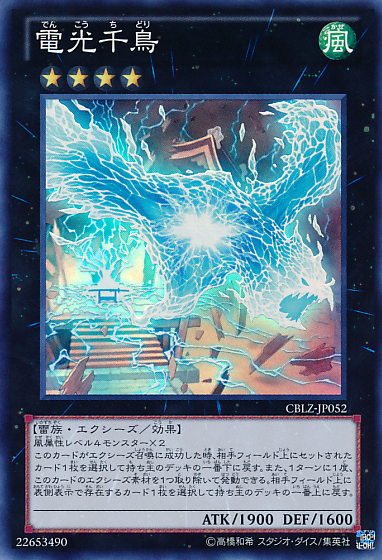 でん こう ち どり
電光千鳥
かぜ
風
CBLZ-JP052
【雷族・エクシーズ/効果】
風属性レベル4モンスター×2
このカードがエクシーズ召喚に成功した時、相手フィールド上にセットされた
カード1枚を選択して持ち主のデッキの一番下に戻す。また、1ターンに1度、
このカードのエクシーズ素材を1つ取り除いて発動できる。相手フィールド上に
表側表示で存在するカード1枚を選択して持ち主のデッキの一番上に戻す。
ATK/1900 DEF/1600
22653490
©高橋和希 スタジオ・ダイス/集英社